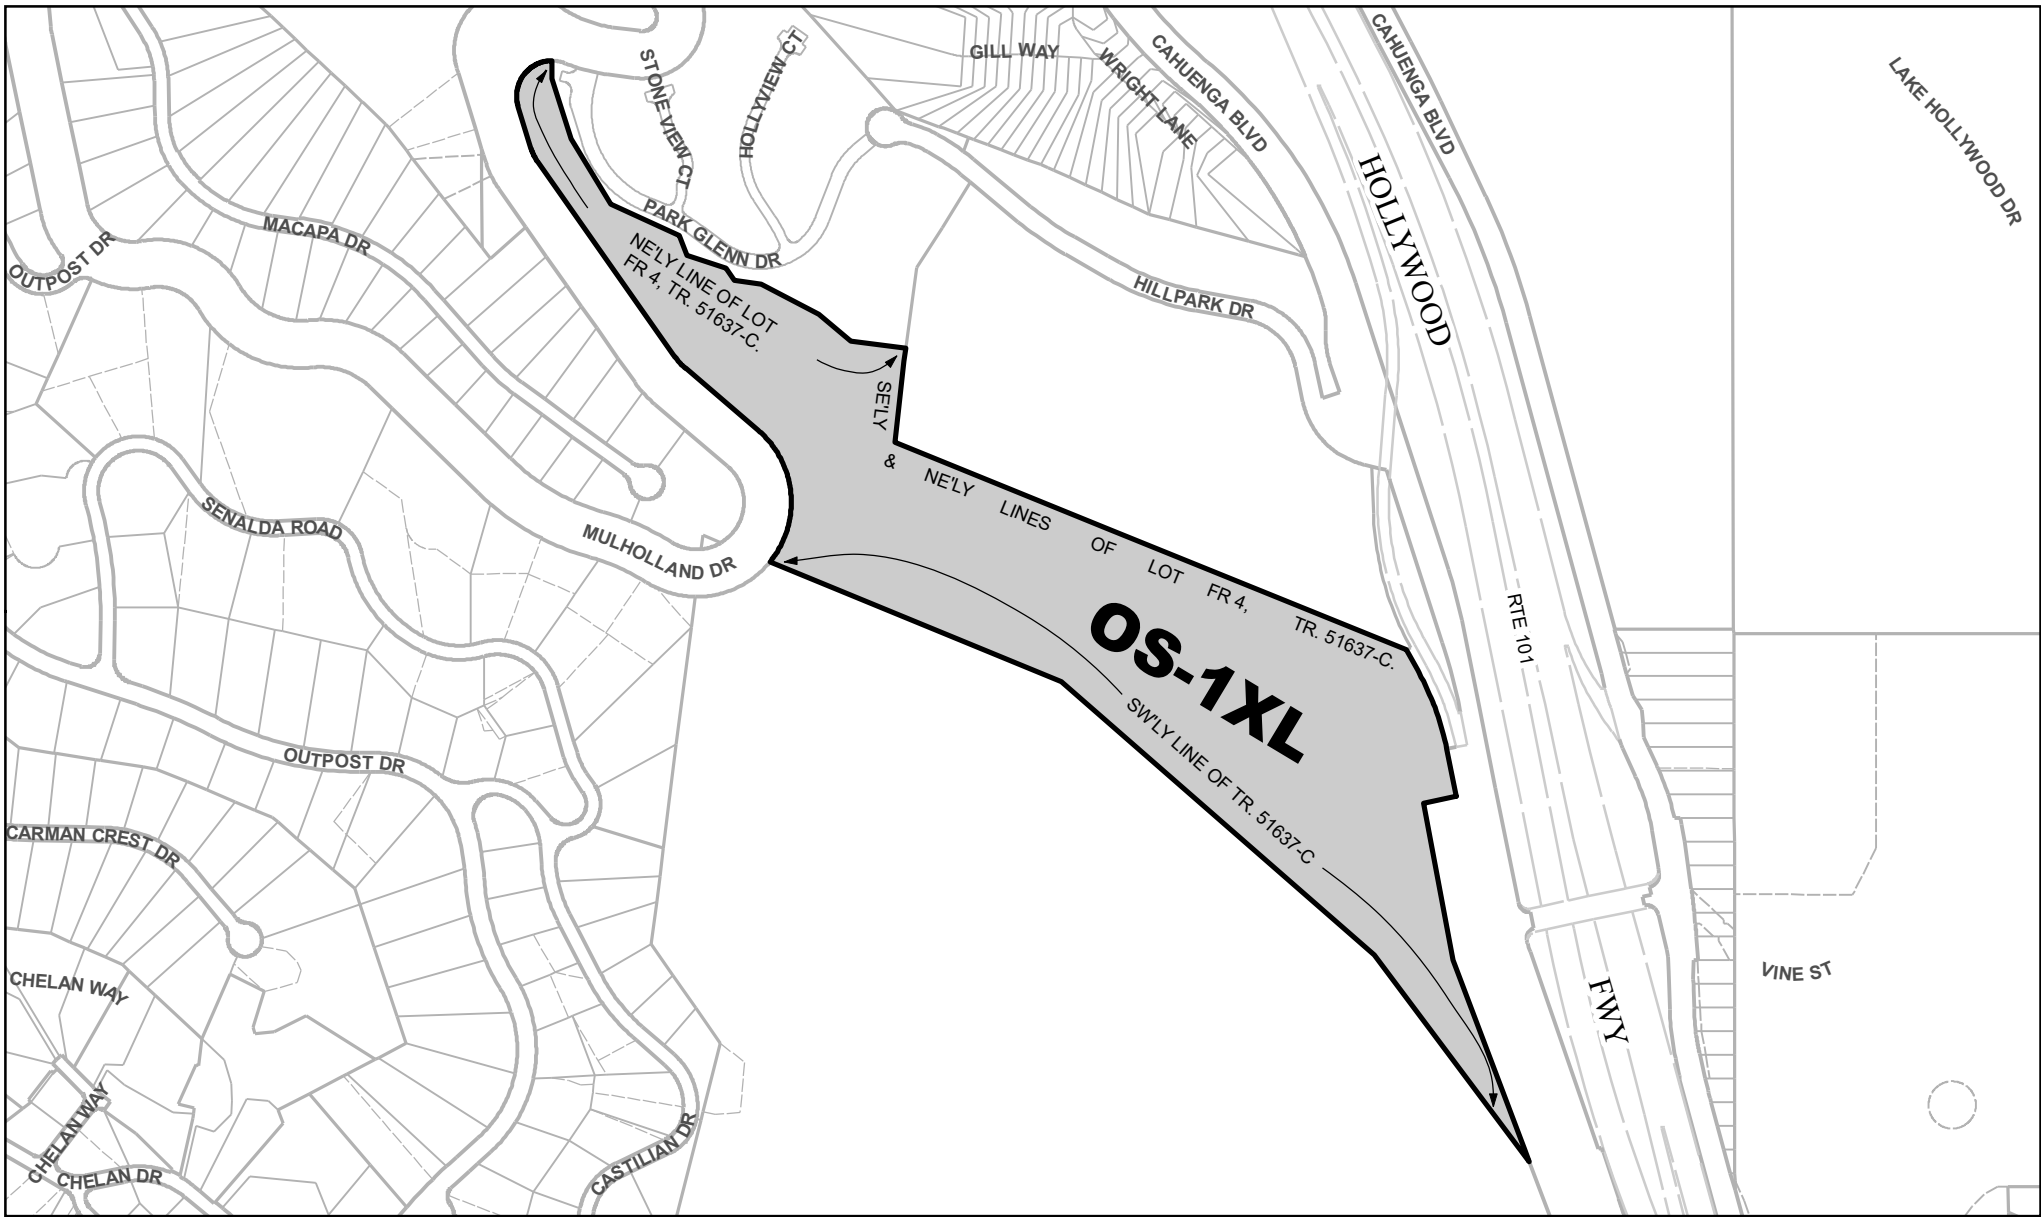 GILL WAY
WRIGHT LANE
CAHUENGA BLVD
CAHUENGA BLVD
LAKE HOLLYWOOD DR
STONE VIEW CT
HOLLYVIEW CT
HOLLYWOOD
MACAPA DR
OUTPOST DR
PARK GLENN DR
HILLPARK DR
NE'LY LINE OF LOT
FR 4, TR. 51637-C.
SE'LY
& NE'LY LINES OF LOT FR 4, TR. 51637-C.
SENALDA ROAD
MULHOLLAND DR
OS-1XL
RTE 101
SW'LY LINE OF TR. 51637-C
OUTPOST DR
CARMAN CREST DR
CHELAN WAY
VINE ST
FWY
CHELAN WAY
CHELAN DR
CASTILIAN DR